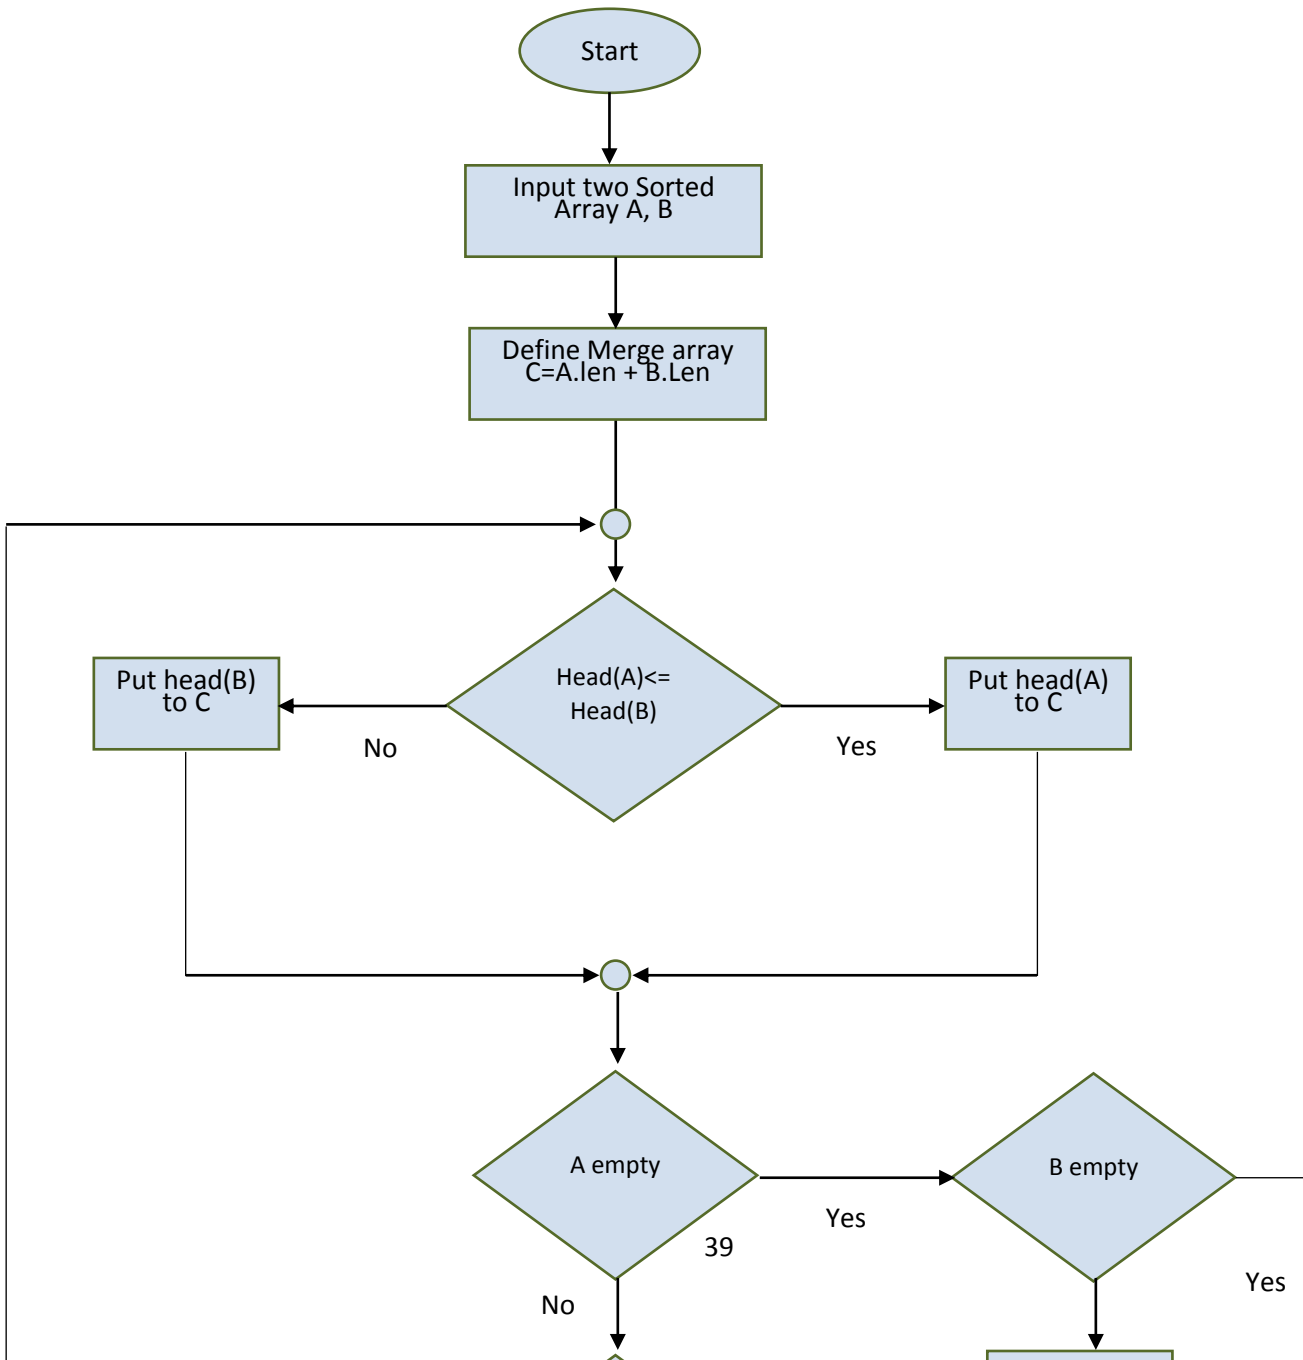 Start
Input two Sorted
Array A, B
Define Merge array
C=A.len + B.Len
Head(A)<=
Head(B)
Put head(B)
to C
Put head(A)
to C
No
Yes
A empty
B empty
Yes
39
Yes
No